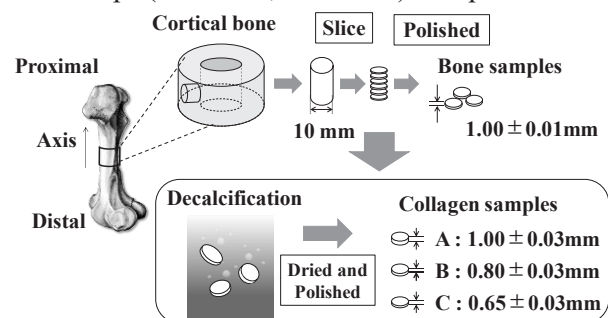 Cortical bone
Slice
Polished
Proximal
Bone samples
Axis
10 mm
1.00±0.01mm
Distal
Decalcification
Collagen samples
A : 1.00±0.03mm
Dried and
Polished
B : 0.80±0.03mm
C : 0.65±0.03mm